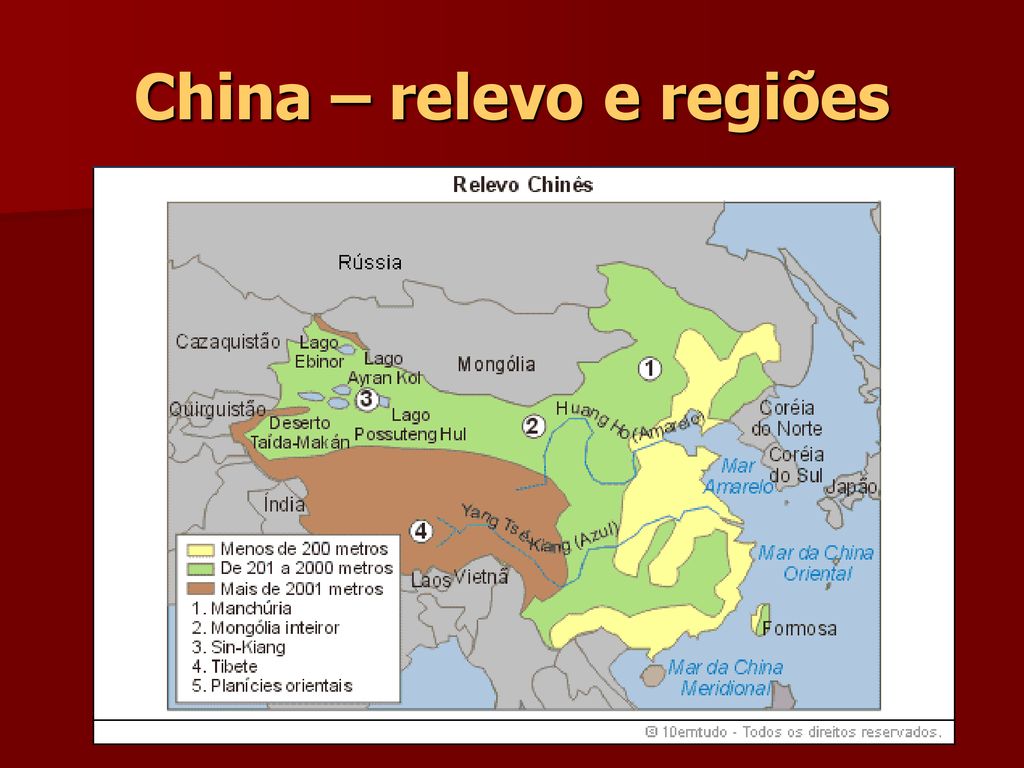 China – relevo e regiões
Relevo Chinês
Rússia
Cazaquistão
Lago
Ebinor
Lago
Ayran Kol
Mongólia
1
3
Quirguistão
Lago
Possuteng Hul
Deserto
Taída-Makán
2
Huang Ho (Amarelo)
Coréia
do Norte
Coréia
do Sul
Mar
Amarelo
Japão
Índia
4
Yang Tsé-Kiang (Azul)
Mar da China
Oriental
Laos
Vietnã
Formosa
Mar da China
Meridional
Menos de 200 metros
De 201 a 2000 metros
Mais de 2001 metros
1. Manchúria
2. Mongólia inteiror
3. Sin-Kiang
4. Tibete
5. Planícies orientais
@ 10emtudo - Todos os direitos reservados.